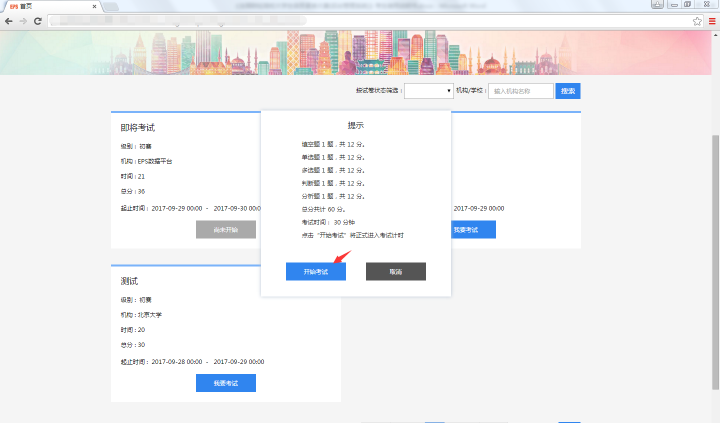 EPS 首页
按试卷状态筛选： 机构/学校： 输入机构名称 搜索
即将考试
级别： 初赛
机构：EPS数据平台
时间：21
总分：36
起止时间： 2017-09-29 00:00 - 2017-09-30 00:00
尚未开始
2017-09-29 00:00
我要考试
提示
填空题 1 题，共 12 分。
单选题 1 题，共 12 分。
多选题 1 题，共 12 分。
判断题 1 题，共 12 分。
分析题 1 题，共 12 分。
总分共计 60 分。
考试时间： 30 分钟
点击“开始考试”将正式进入考试计时
开始考试 取消
测试
级别： 初赛
机构：北京大学
时间：20
总分：30
起止时间： 2017-09-28 00:00 - 2017-09-29 00:00
我要考试